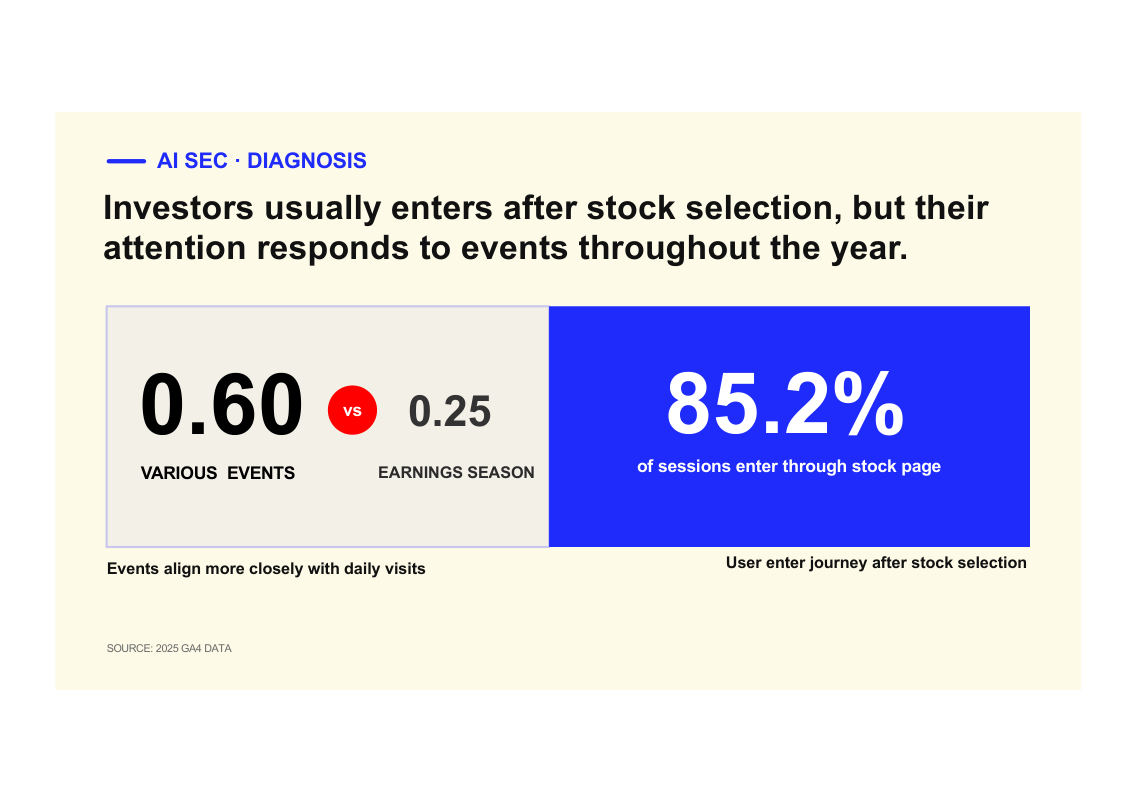 AI SEC · DIAGNOSIS
Investors usually enters after stock selection, but their
attention responds to events throughout the year.
0.60
vs
0.25
VARIOUS EVENTS
EARNINGS SEASON
85.2%
of sessions enter through stock page
Events align more closely with daily visits
User enter journey after stock selection
SOURCE: 2025 GA4 DATA